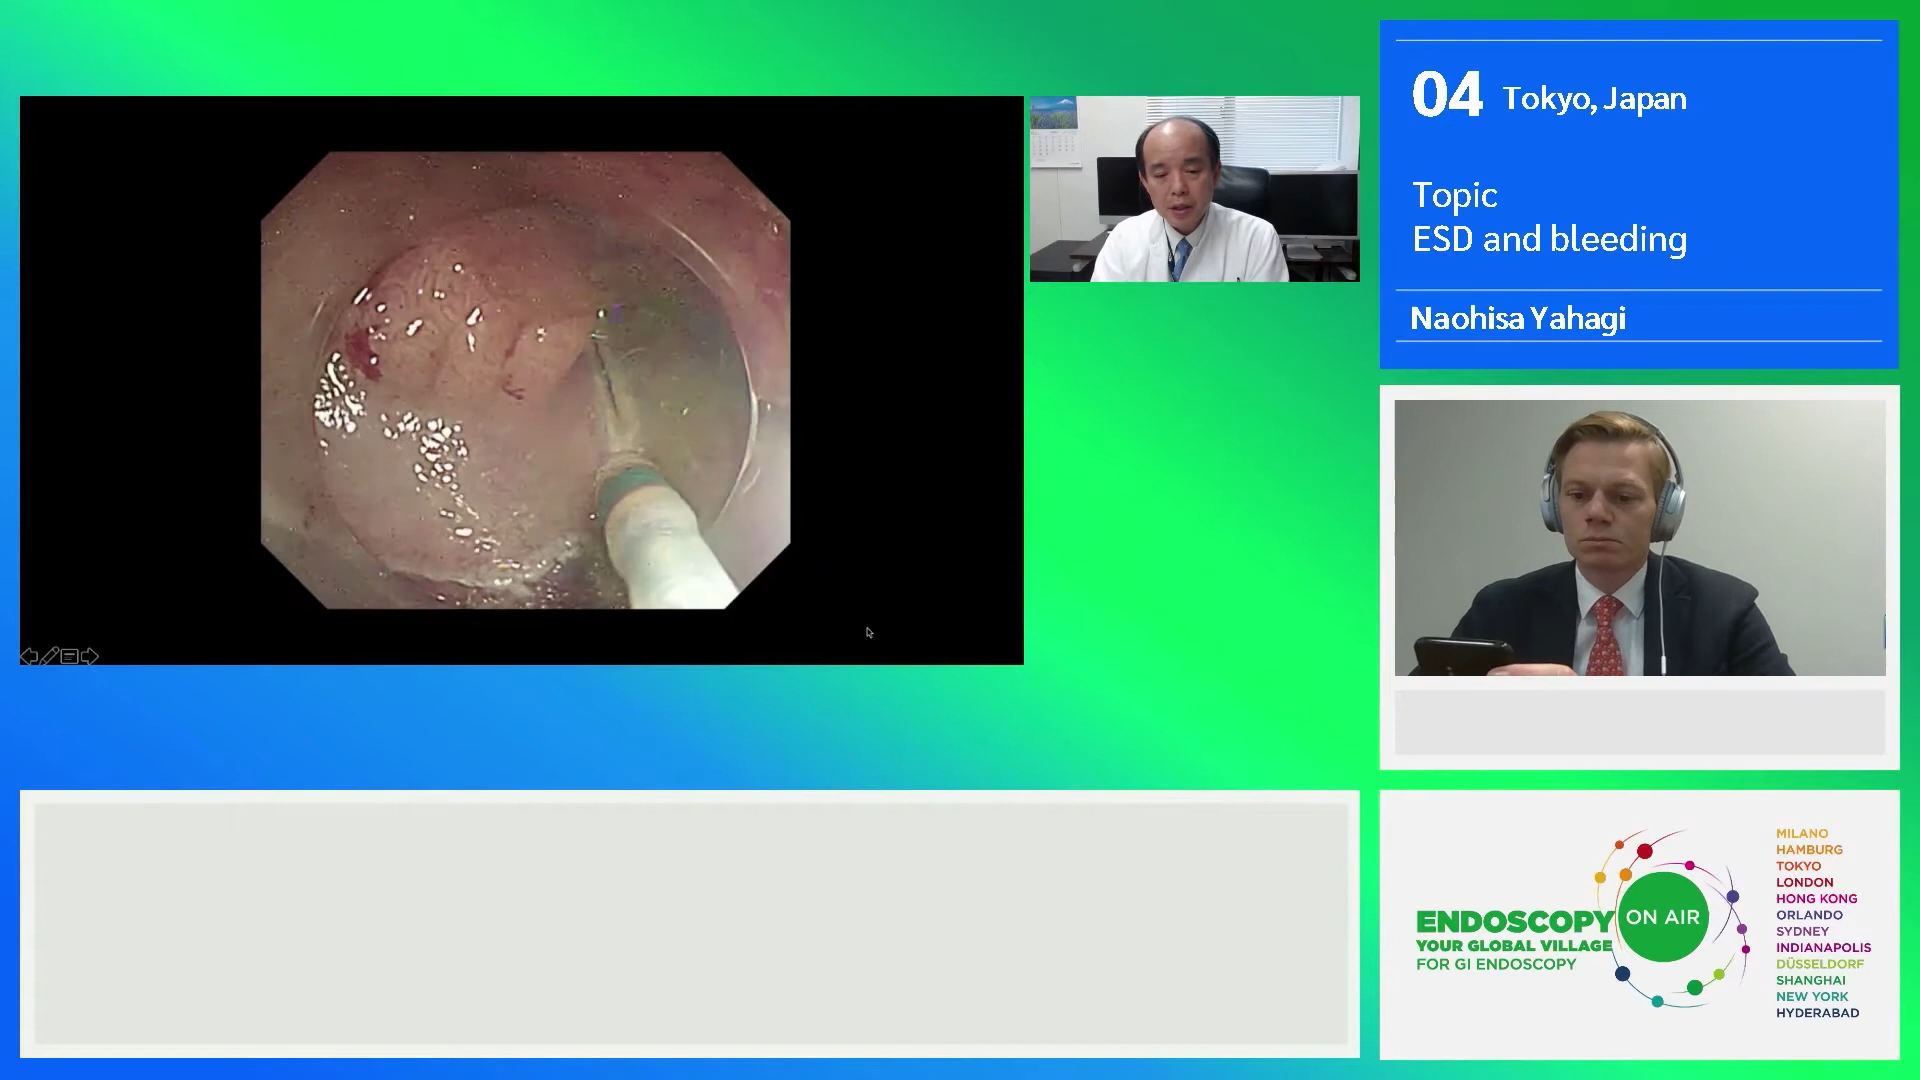 04 Tokyo, Japan
Topic
ESD and bleeding
Naohisa Yahagi
ENDOSCOPY ON AIR
YOUR GLOBAL VILLAGE
FOR GI ENDOSCOPY
MILANO
HAMBURG
TOKYO
LONDON
HONG KONG
ORLANDO
SYDNEY
INDIANAPOLIS
DÜSSELDORF
SHANGHAI
NEW YORK
HYDERABAD